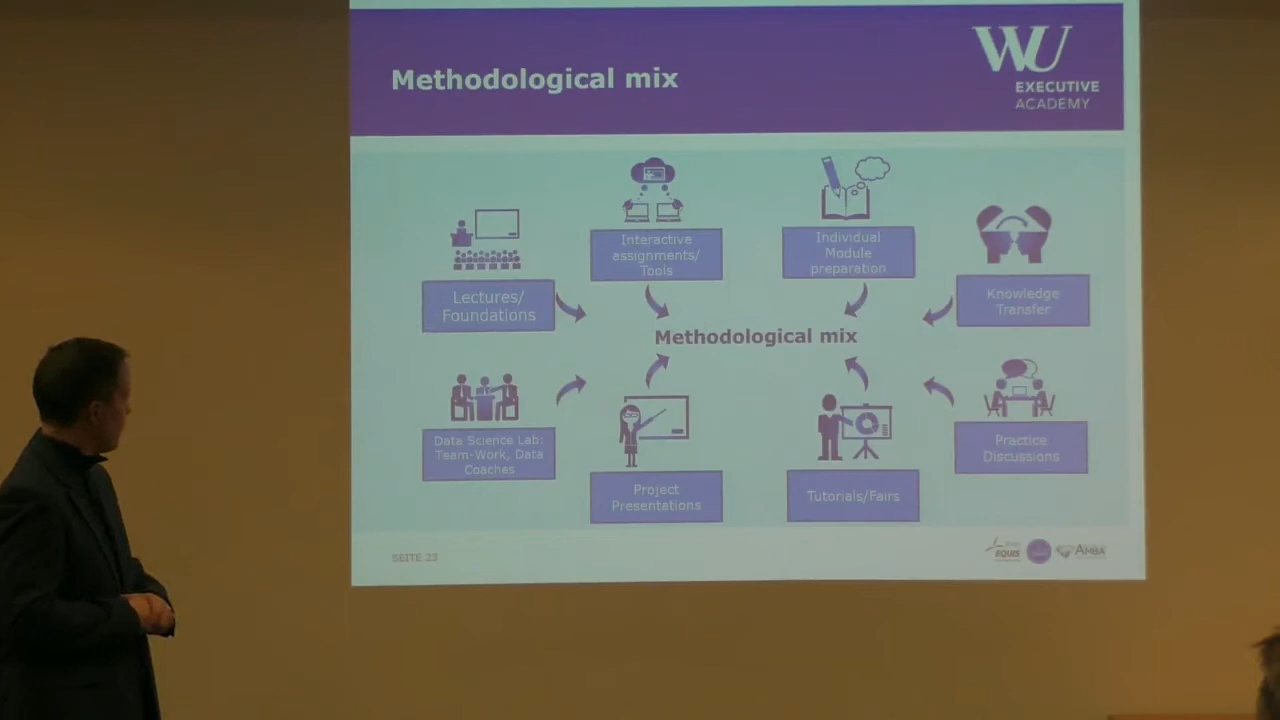 Methodological mix
WU
EXECUTIVE
ACADEMY
Interactive
assignments/
Tools
Individual
Module
preparation
Lectures/
Foundations
Knowledge
Transfer
Methodological mix
Data Science Lab:
Team-Work, Data
Coaches
Practice
Discussions
Project
Presentations
Tutorials/Fairs
SEITE 23
EQUIS
AMBA